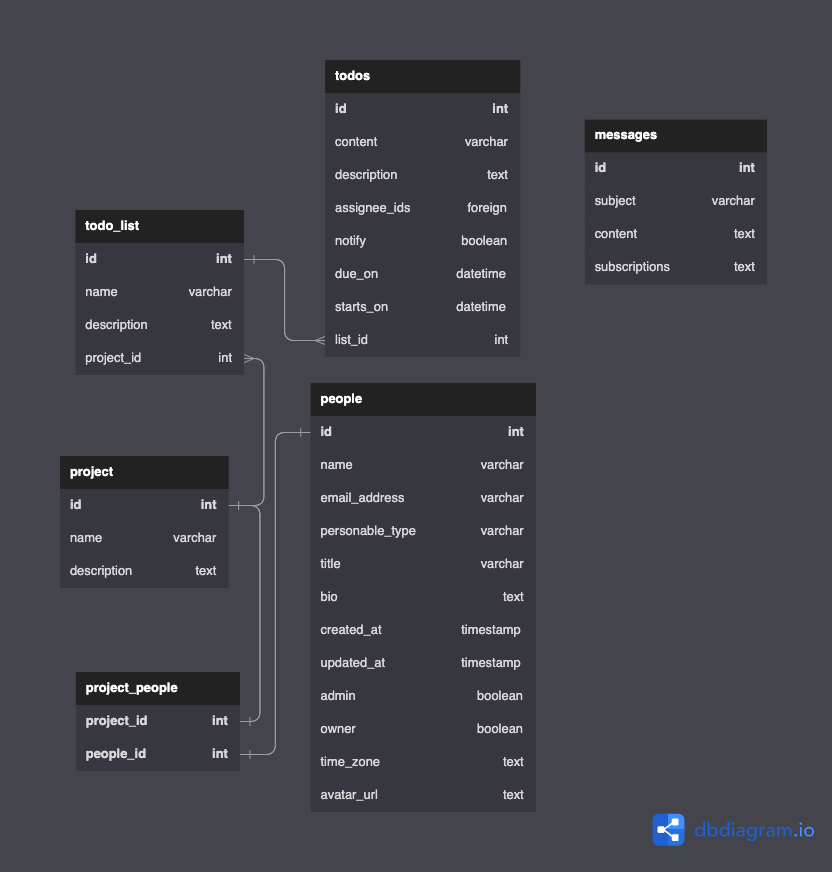 todos
id int
content varchar
description text
assignee_ids foreign
notify boolean
due_on datetime
starts_on datetime
list_id int
messages
id int
subject varchar
content text
subscriptions text
todo_list
id int
name varchar
description text
project_id int
people
id int
name varchar
email_address varchar
personable_type varchar
title varchar
bio text
created_at timestamp
updated_at timestamp
admin boolean
owner boolean
time_zone text
avatar_url text
project
id int
name varchar
description text
project_people
project_id int
people_id int
dbdiagram.io